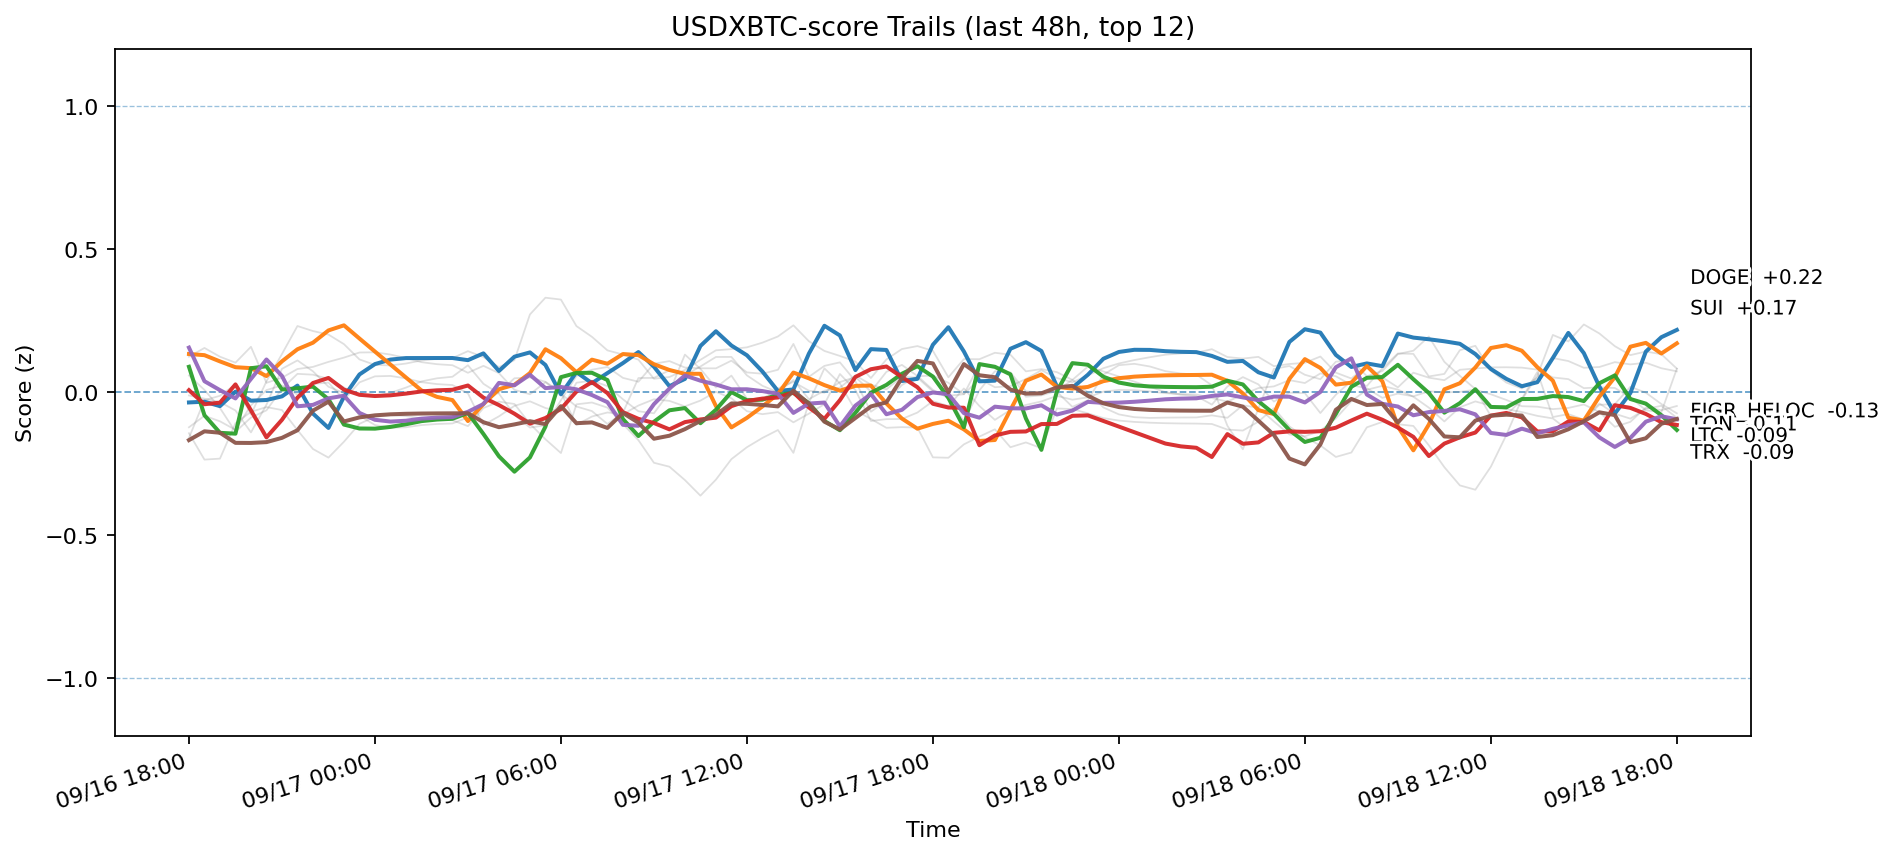 USDXBTC-score Trails (last 48h, top 12)
Score (z)
1.0
0.5
0.0
−0.5
−1.0
DOGE +0.22
SUI +0.17
FIGR_HELOC -0.13
TON -0.11
LTC -0.09
TRX -0.09
09/16 18:00
09/17 00:00
09/17 06:00
09/17 12:00
09/17 18:00
09/18 00:00
09/18 06:00
09/18 12:00
09/18 18:00
Time